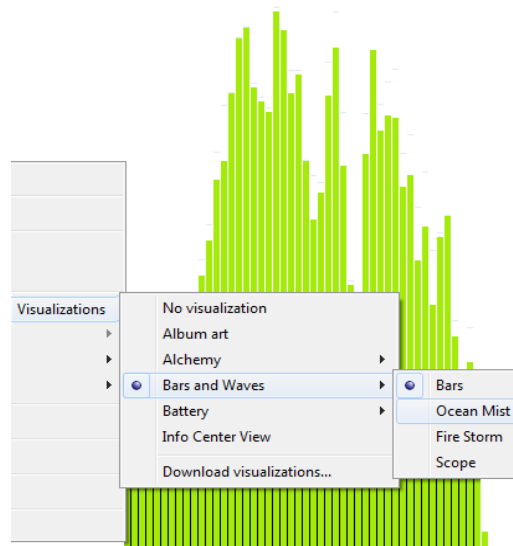 Visualizations
No visualization
Album art
Alchemy
Bars and Waves
Battery
Info Center View
Download visualizations...
Bars
Ocean Mist
Fire Storm
Scope